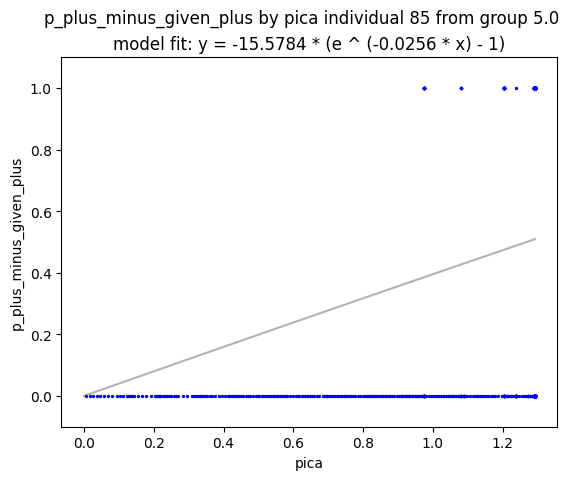 p_plus_minus_given_plus by pica individual 85 from group 5.0
model fit: y = -15.5784 * (e ^ (-0.0256 * x) - 1)
p_plus_minus_given_plus
1.0
0.8
0.6
0.4
0.2
0.0
0.0 0.2 0.4 0.6 0.8 1.0 1.2
pica